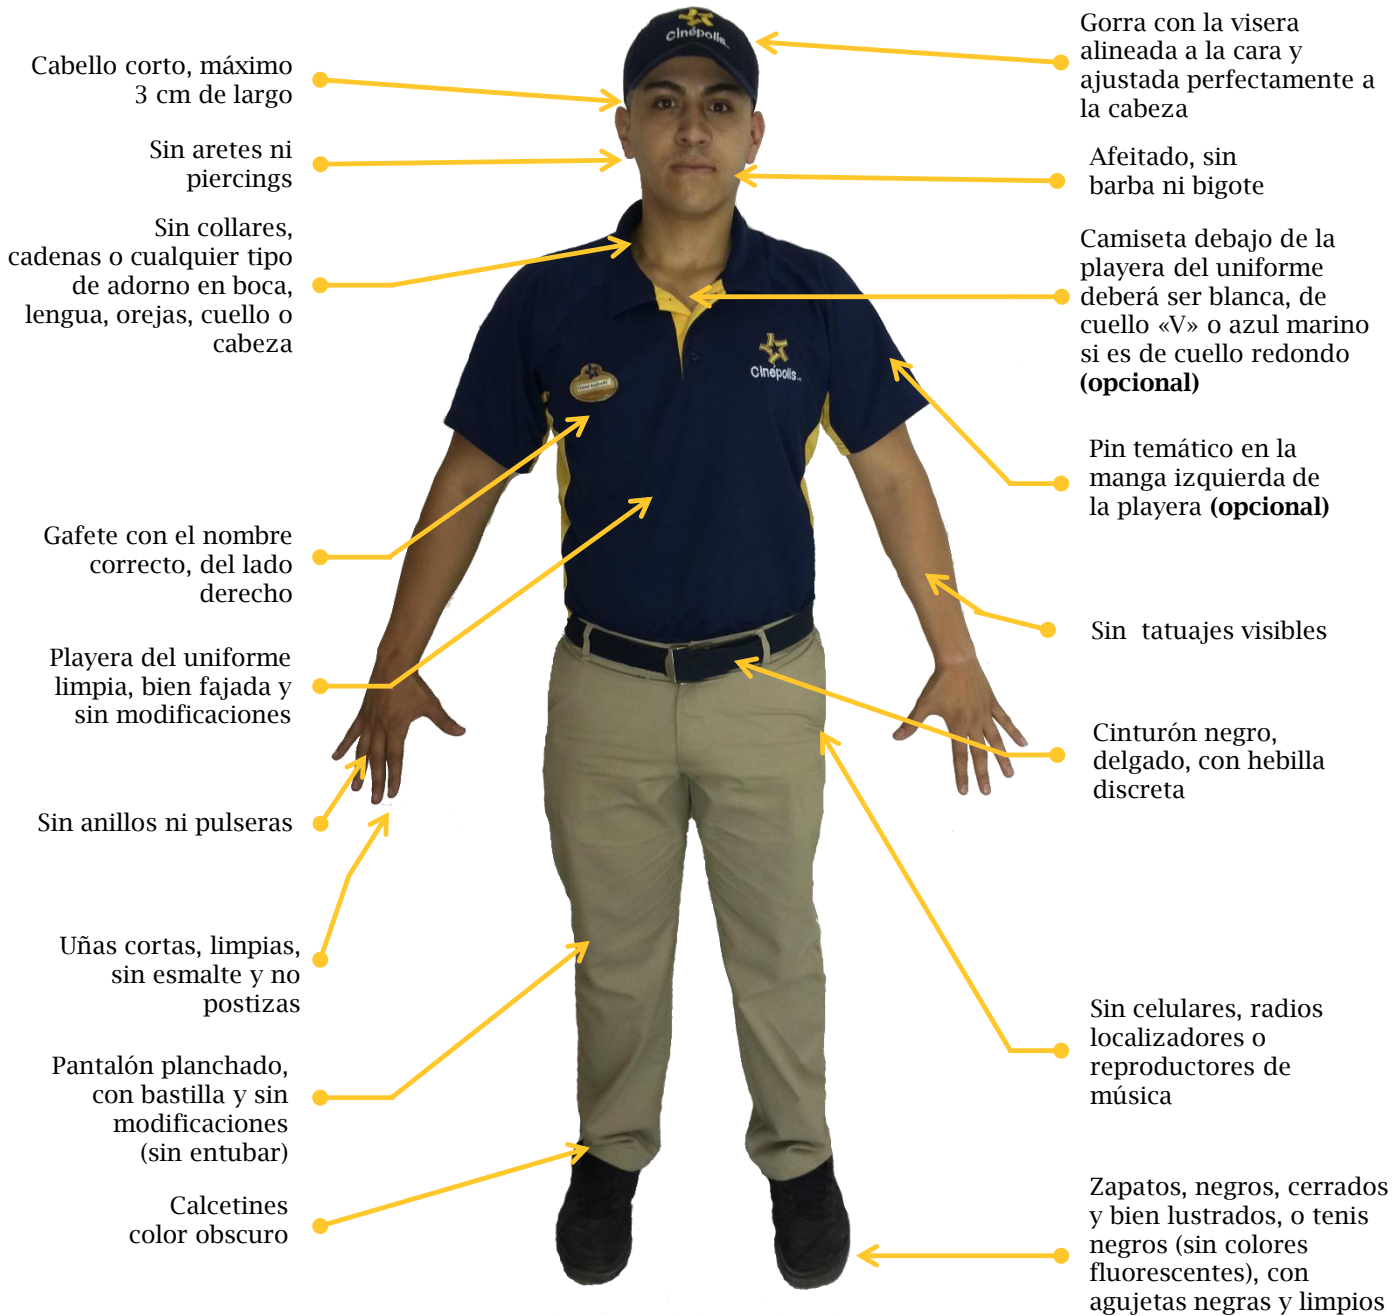 Cinépolis
Gorra con la visera
alineada a la cara y
ajustada perfectamente a
la cabeza
Cabello corto, máximo
3 cm de largo
Sin aretes ni
piercings
Afeitado, sin
barba ni bigote
Sin collares,
cadenas o cualquier tipo
de adorno en boca,
lengua, orejas, cuello o
cabeza
Camiseta debajo de la
playera del uniforme
deberá ser blanca, de
cuello «V» o azul marino
si es de cuello redondo
(opcional)
Cinépolis
Pin temático en la
manga izquierda de
la playera (opcional)
Gafete con el nombre
correcto, del lado
derecho
Sin tatuajes visibles
Playera del uniforme
limpia, bien fajada y
sin modificaciones
Cinturón negro,
delgado, con hebilla
discreta
Sin anillos ni pulseras
Uñas cortas, limpias,
sin esmalte y no
postizas
Sin celulares, radios
localizadores o
reproductores de
música
Pantalón planchado,
con bastilla y sin
modificaciones
(sin entubar)
Calcetines
color obscuro
Zapatos, negros, cerrados
y bien lustrados, o tenis
negros (sin colores
fluorescentes), con
agujetas negras y limpios